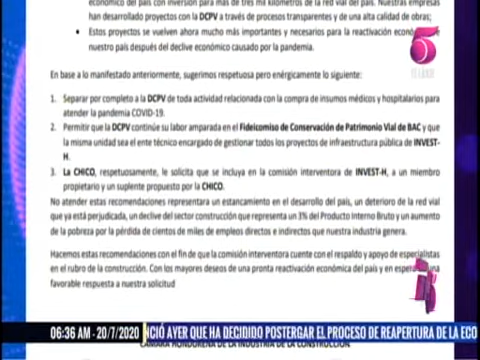 económico del país con inversión para más de tres mil kilómetros de la red vial del país. Nuestras empresas
han desarrollado proyectos con la DCPV a través de procesos transparentes y de una alta calidad de obras;
• Estos proyectos se vuelven ahora mucho más importantes y necesarios para la reactivación económica de
nuestro país después del declive económico causado por la pandemia.
En base a lo manifestado anteriormente, sugerimos respetuosa pero enérgicamente lo siguiente:
1. Separar por completo a la DCPV de toda actividad relacionada con la compra de insumos médicos y hospitalarios para
atender la pandemia COVID-19.
2. Permitir que la DCPV continúe su labor amparada en el Fideicomiso de Conservación de Patrimonio Vial de BAC y que
la misma unidad sea el ente técnico encargado de gestionar todos los proyectos de infraestructura pública de INVEST-
H.
3. La CHICO, respetuosamente, le solicita que se incluya en la comisión interventora de INVEST-H, a un miembro
propietario y un suplente propuesto por la CHICO.
No atender estas recomendaciones representara un estancamiento en el desarrollo del país, un deterioro de la red vial
que ya está perjudicada, un declive del sector construcción que representa un 3% del Producto Interno Bruto y un aumento
de la pobreza por la pérdida de cientos de miles de empleos directos e indirectos que nuestra industria genera.
Hacemos estas recomendaciones con el fin de que la comisión interventora cuente con el respaldo y apoyo de especialistas
en el rubro de la construcción. Con los mayores deseos de una pronta reactivación económica del país y en espera de una
favorable respuesta a nuestra solicitud
5
06:36 AM - 20/7/2020 NCIÓ AYER QUE HA DECIDIDO POSTERGAR EL PROCESO DE REAPERTURA DE LA ECO
CÁMARA HONDUREÑA DE LA INDUSTRIA DE LA CONSTRUCCIÓN